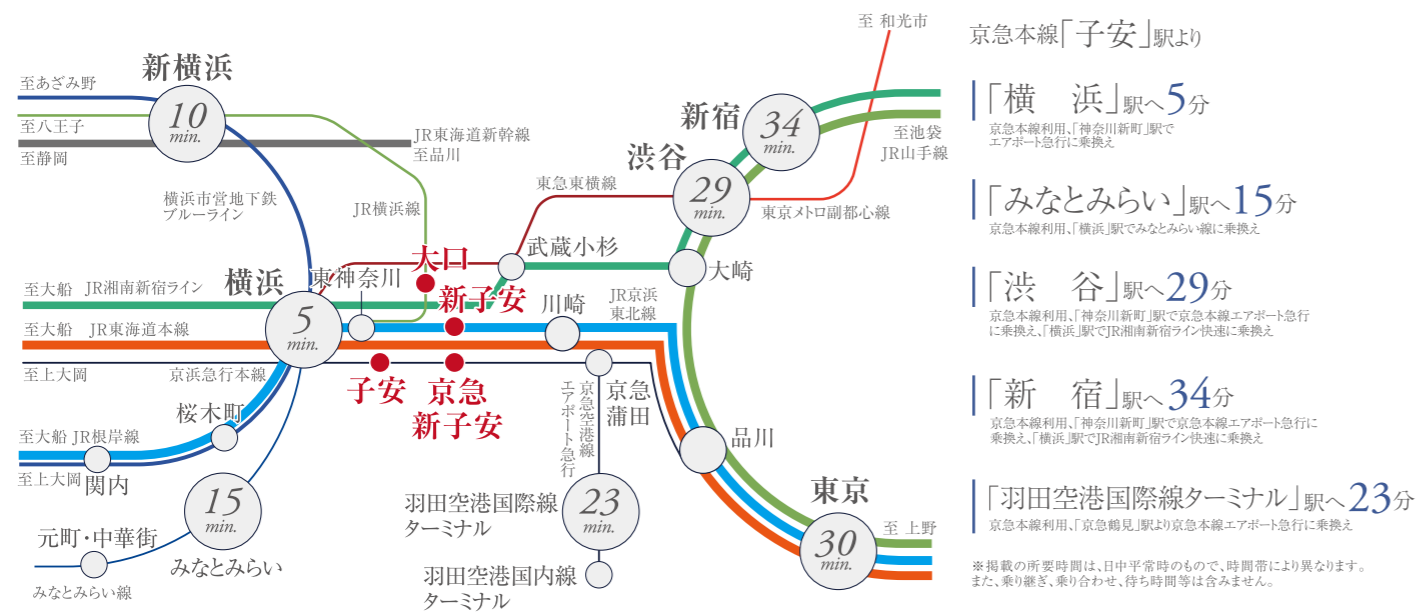 新横浜
至あざみ野
10
min.
至八王子
至静岡
JR東海道新幹線
至品川
横浜市営地下鉄
ブルーライン
JR横浜線
東急東横線
新宿
34
min.
渋谷
29
min.
至 和光市
至池袋
JR山手線
東京メトロ副都心線
武蔵小杉
大崎
大口
東神奈川
横浜
5
min.
新子安
川崎
JR京浜
東北線
至大船 JR湘南新宿ライン
至大船 JR東海道本線
至上大岡
京浜急行本線
子安
京急
新子安
京急
蒲田
京急空港線
エアポート急行
桜木町
至大船 JR根岸線
至上大岡
関内
15
min.
みなとみらい
元町・中華街
みなとみらい線
羽田空港国際線
ターミナル
23
min.
羽田空港国内線
ターミナル
品川
東京
30
min.
至 上野
京急本線「子安」駅より
「横 浜」駅へ5分
京急本線利用、「神奈川新町」駅で
エアポート急行に乗換え
「みなとみらい」駅へ15分
京急本線利用、「横浜」駅でみなとみらい線に乗換え
「渋 谷」駅へ29分
京急本線利用、「神奈川新町」駅で京急本線エアポート急行
に乗換え、「横浜」駅でJR湘南新宿ライン快速に乗換え
「新 宿」駅へ34分
京急本線利用、「神奈川新町」駅で京急本線エアポート急行に
乗換え、「横浜」駅でJR湘南新宿ライン快速に乗換え
「羽田空港国際線ターミナル」駅へ23分
京急本線利用、「京急鶴見」駅より京急本線エアポート急行に乗換え
※掲載の所要時間は、日中平常時のもので、時間帯により異なります。
また、乗り継ぎ、乗り合わせ、待ち時間等は含みません。